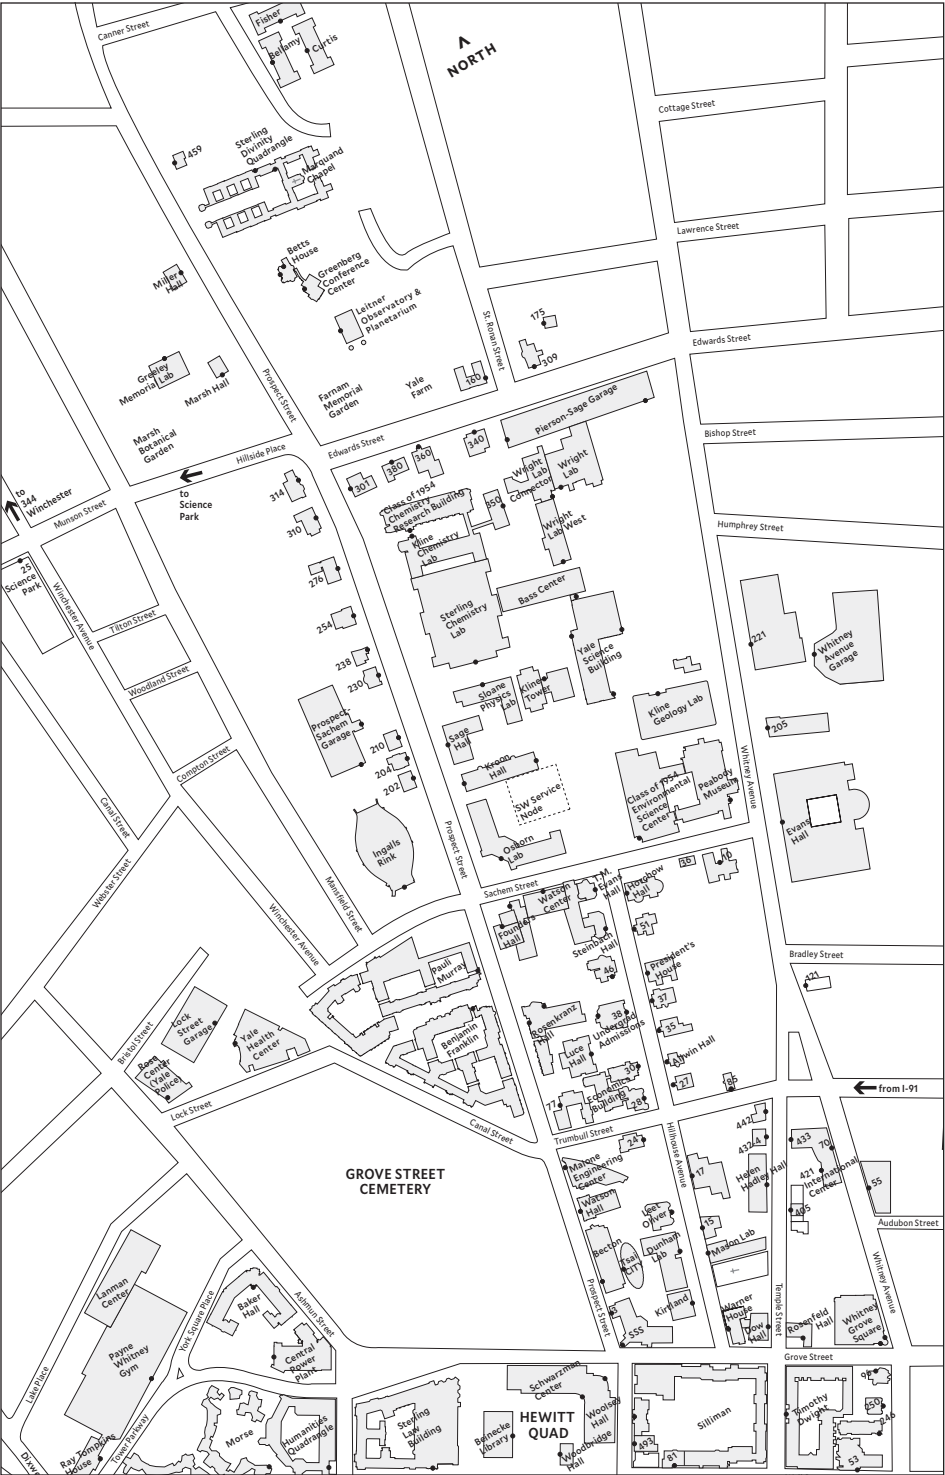 Canner Street
Fisher
Bellamy
Curtis
NORTH
Cottage Street
459
Sterling
Divinity
Quadrangle
Marquand
Chapel
Lawrence Street
Betts
House
Greenberg
Conference
Center
Miller
Hall
Leitner
Observatory &
Planetarium
St. Ronan Street
175
309
Edwards Street
Greeley
Memorial Lab
Marsh Hall
Prospect Street
Farnam
Memorial
Garden
Yale
Farm
160
Pierson-Sage Garage
Marsh
Botanical
Garden
Hillside Place
Edwards Street
Bishop Street
to
344
Winchester
Munson Street
to
Science
Park
314
310
301
380
360
340
Wright
Lab
Connector
Wright
Lab
Class of 1954
Chemistry
Research Building
350
Wright
Lab West
Kline
Chemistry
Lab
Humphrey Street
25
Science
Park
Winchester Avenue
276
Bass Center
Tilton Street
254
Sterling
Chemistry
Lab
Yale
Science
Building
221
Whitney
Avenue
Garage
Woodland Street
238
230
Sloane
Physics
Lab
Kline
Tower
Kline
Geology Lab
Prospect-
Sachem
Garage
210
204
202
Sage
Hall
205
Compton Street
Kroon
Hall
SW Service
Node
Class of 1954
Environmental
Science
Center
Peabody
Museum
Whitney Avenue
Canal Street
Evans
Hall
Ingalls
Rink
Prospect Street
Osborn
Lab
Webster Street
Mansfield Street
Sachem Street
Winchester Avenue
Watson
Center
T.M.
Evans
Hall
Horchow
Hall
36
110
Founders
Hall
Steinbach
Hall
51
46
President's
House
Bradley Street
121
Pauli
Murray
37
Lock
Street
Garage
Yale
Health
Center
Benjamin
Franklin
Rosenkranz
Hall
38
Undergrad
Admissions
35
Bristol Street
Rose
Center
(Yale
Police)
Luce
Hall
Allwin Hall
30
27
85
from I-91
Economics
Building
28
77
Lock Street
Canal Street
Trumbull Street
24
Hillhouse Avenue
442
432-4
433
70
GROVE STREET
CEMETERY
Malone
Engineering
Center
17
Helen
Hadley Hall
421
International
Center
55
Watson
Hall
Leet
Oliver
15
405
Audubon Street
Becton
Tsai
CITY
Dunham
Lab
Mason Lab
Lanman
Center
York Square Place
Baker
Hall
Ashmun Street
Prospect Street
Kirtland
Warner
House
Dow
Hall
Temple Street
Rosenfeld
Hall
Whitney
Grove
Square
Whitney Avenue
SSS
Payne
Whitney
Gym
Central
Power
Plant
Grove Street
Lake Place
Schwarzman
Center
Woolsey
Hall
HEWITT
QUAD
Silliman
Timothy
Dwight
Tower Parkway
Morse
Humanities
Quadrangle
Sterling
Law
Building
Beinecke
Library
Woodbridge
Hall
493
81
53
Ray Tompkins
House
Dixwe